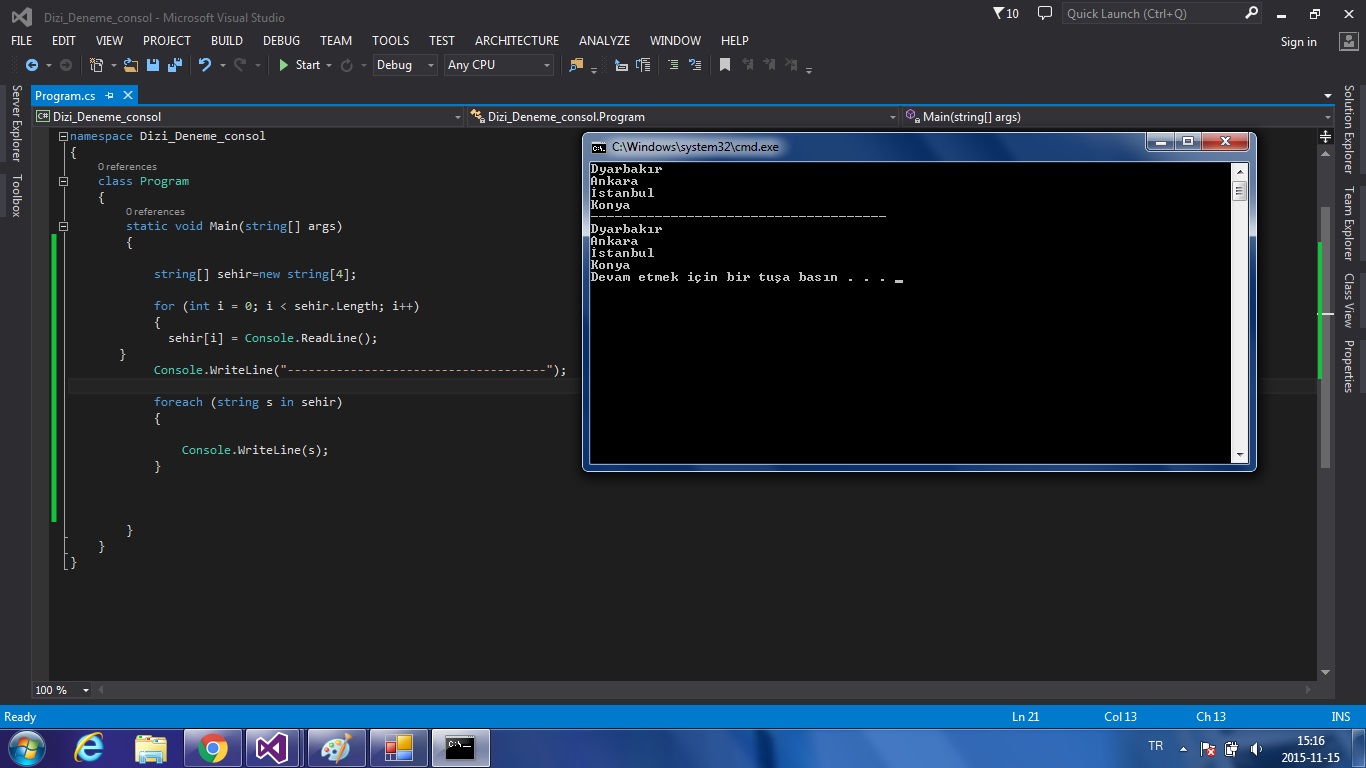 Dizi_Deneme_consol - Microsoft Visual Studio
10
Quick Launch (Ctrl+Q)
FILE EDIT VIEW PROJECT BUILD DEBUG TEAM TOOLS TEST ARCHITECTURE ANALYZE WINDOW HELP
Sign in
Start Debug Any CPU
Server Explorer
Toolbox
Program.cs
C# Dizi_Deneme_consol
Dizi_Deneme_consol.Program
Main(string[] args)
namespace Dizi_Deneme_consol
{
0 references
class Program
{
0 references
static void Main(string[] args)
{
string[] sehir=new string[4];
for (int i = 0; i < sehir.Length; i++)
{
sehir[i] = Console.ReadLine();
}
Console.WriteLine("-------------------------------------");
foreach (string s in sehir)
{
Console.WriteLine(s);
}
}
}
}
C:\Windows\system32\cmd.exe
Dyarbakır
Ankara
İstanbul
Konya
-------------------------------------
Dyarbakır
Ankara
İstanbul
Konya
Devam etmek için bir tuşa basın . . . _
Solution Explorer
Team Explorer
Class View
Properties
100 %
Ready
Ln 21
Col 13
Ch 13
INS
TR
15:16
2015-11-15